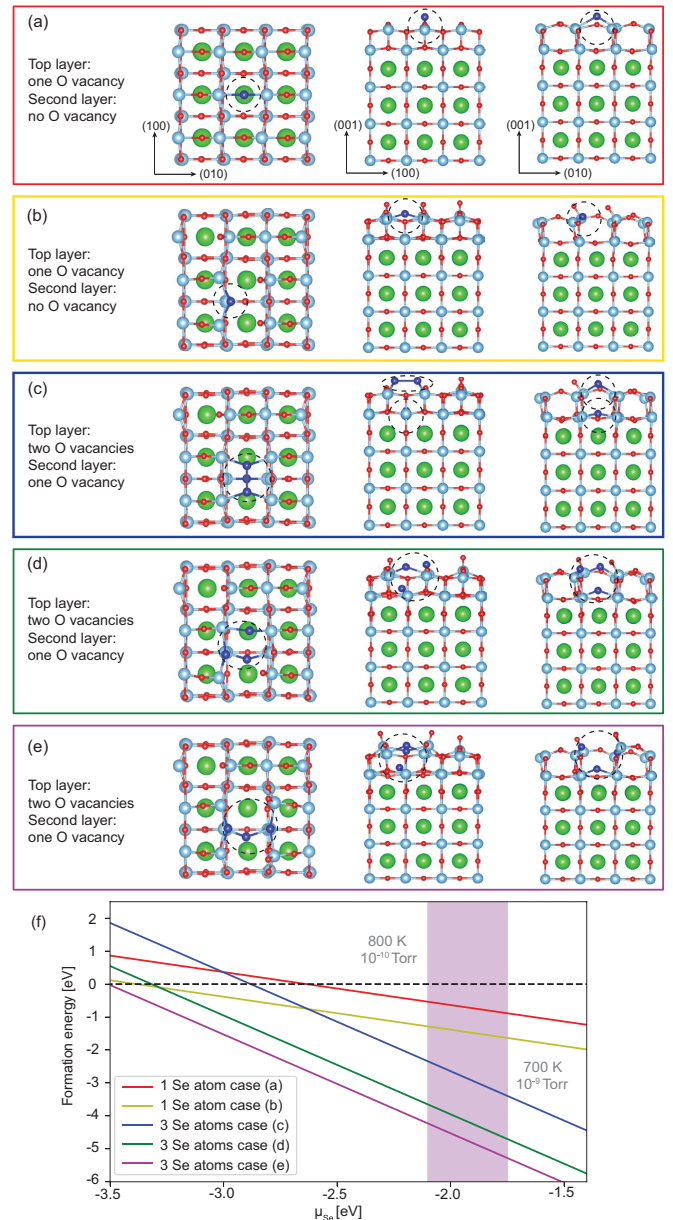 (a)
Top layer:
one O vacancy
Second layer:
no O vacancy
(100)
(010)
(001)
(100)
(001)
(010)
(b)
Top layer:
one O vacancy
Second layer:
no O vacancy
(c)
Top layer:
two O vacancies
Second layer:
one O vacancy
(d)
Top layer:
two O vacancies
Second layer:
one O vacancy
(e)
Top layer:
two O vacancies
Second layer:
one O vacancy
(f)
Formation energy [eV]
2
1
0
-1
-2
-3
-4
-5
-6
800 K
10⁻¹⁰ Torr
700 K
10⁻⁹ Torr
1 Se atom case (a)
1 Se atom case (b)
3 Se atoms case (c)
3 Se atoms case (d)
3 Se atoms case (e)
-3.5 -3.0 -2.5 -2.0 -1.5
μSe [eV]